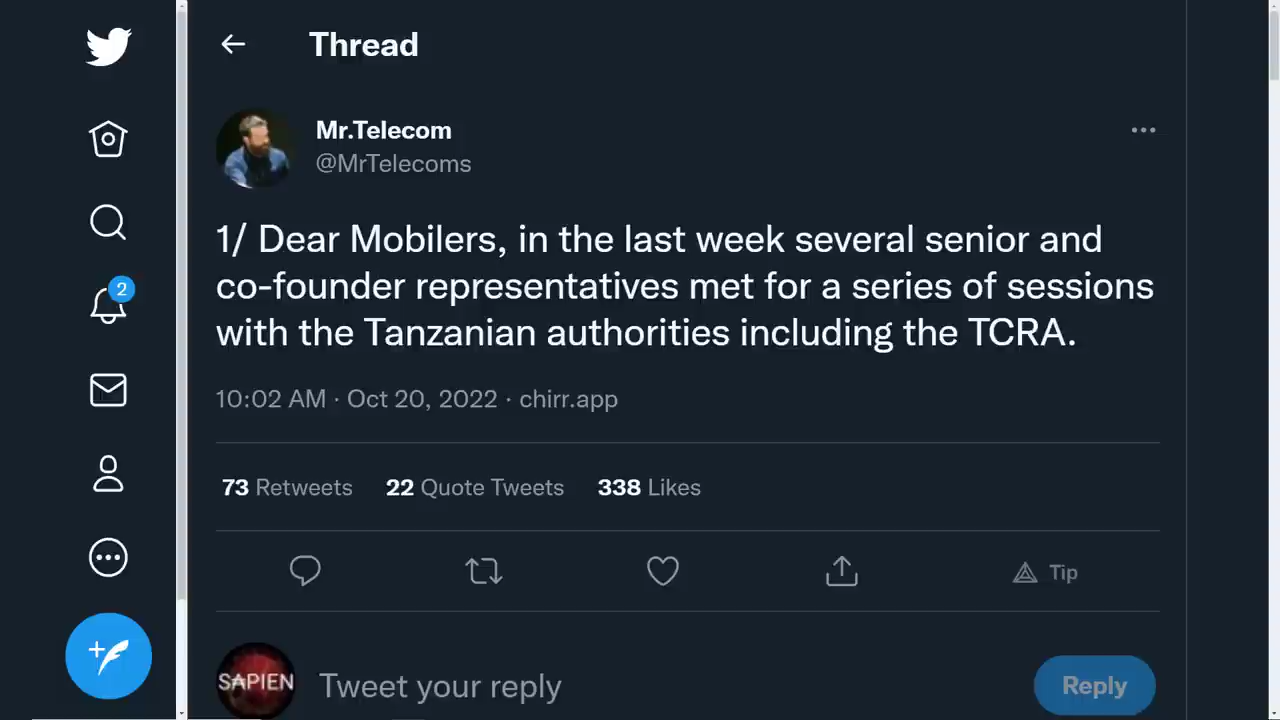 Thread
Mr.Telecom
@MrTelecoms
1/ Dear Mobilers, in the last week several senior and
co-founder representatives met for a series of sessions
with the Tanzanian authorities including the TCRA.
10:02 AM · Oct 20, 2022 · chirr.app
73 Retweets 22 Quote Tweets 338 Likes
Tip
2
SAPIEN
Tweet your reply
Reply